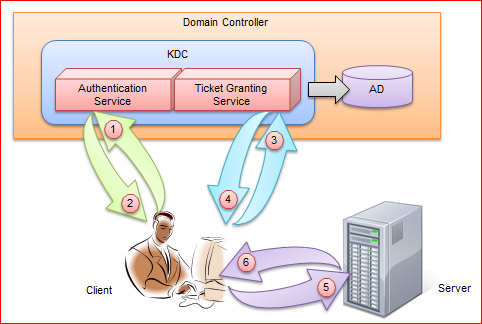 Domain Controller
KDC
Authentication
Service
Ticket Granting
Service
AD
1
3
2
4
6
5
Client
Server